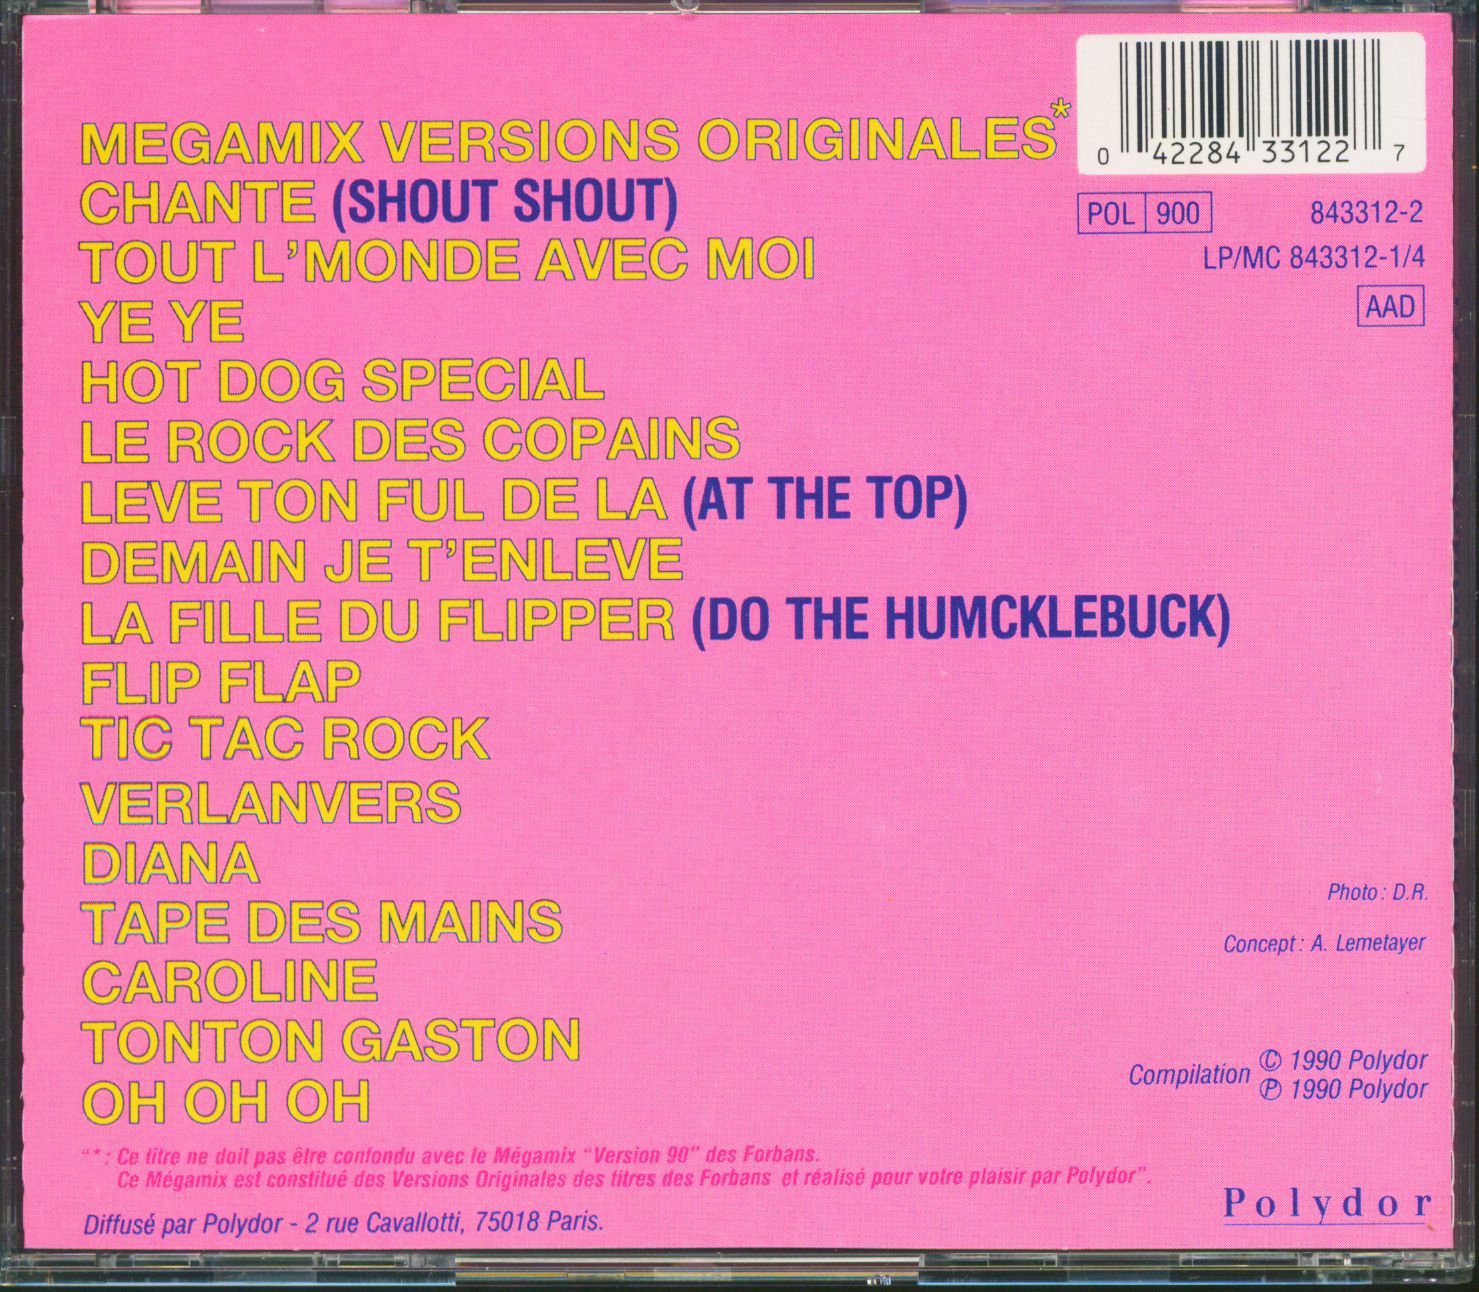 MEGAMIX VERSIONS ORIGINALES*
CHANTE (SHOUT SHOUT)
TOUT L'MONDE AVEC MOI
YE YE
HOT DOG SPECIAL
LE ROCK DES COPAINS
LEVE TON FUL DE LA (AT THE TOP)
DEMAIN JE T'ENLEVE
LA FILLE DU FLIPPER (DO THE HUMCKLEBUCK)
FLIP FLAP
TIC TAC ROCK
VERLANVERS
DIANA
TAPE DES MAINS
CAROLINE
TONTON GASTON
OH OH OH
0 42284 33122 7
POL 900 843312-2
LP/MC 843312-1/4
AAD
Photo : D.R.
Concept : A. Lemetayer
Compilation © 1990 Polydor
℗ 1990 Polydor
"* : Ce titre ne doit pas être confondu avec le Mégamix "Version 90" des Forbans.
Ce Mégamix est constitué des Versions Originales des titres des Forbans et réalisé pour votre plaisir par Polydor".
Diffusé par Polydor - 2 rue Cavallotti, 75018 Paris.
Polydor